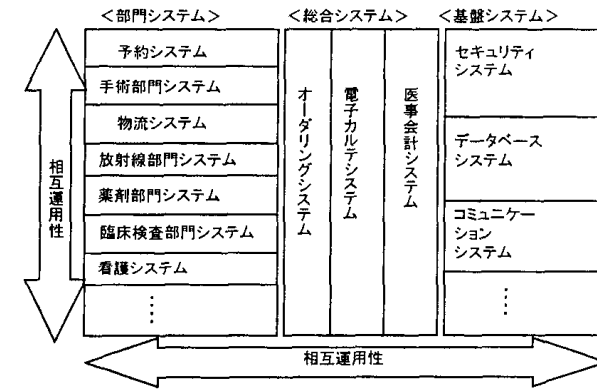 ＜部門システム＞
＜総合システム＞
＜基盤システム＞
予約システム
手術部門システム
物流システム
放射線部門システム
薬剤部門システム
臨床検査部門システム
看護システム
オーダリングシステム
電子カルテシステム
医事会計システム
セキュリティ
システム
データベース
システム
コミュニケー
ション
システム
相互運用性
相互運用性